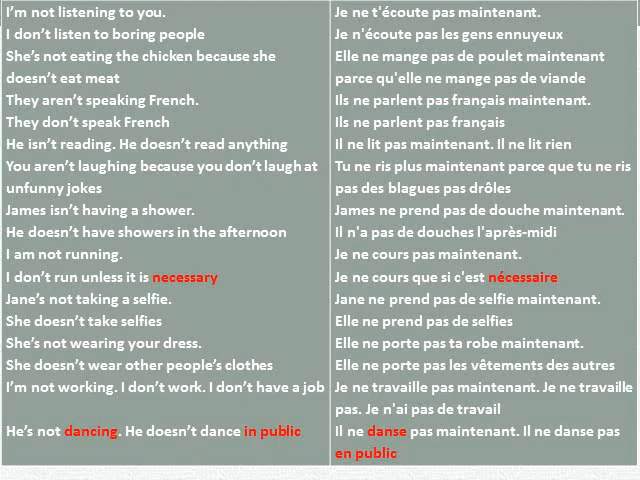 I'm not listening to you.
I don't listen to boring people
She's not eating the chicken because she
doesn't eat meat
They aren't speaking French.
They don't speak French
He isn't reading. He doesn't read anything
You aren't laughing because you don't laugh at
unfunny jokes
James isn't having a shower.
He doesn't have showers in the afternoon
I am not running.
I don't run unless it is necessary
Jane's not taking a selfie.
She doesn't take selfies
She's not wearing your dress.
She doesn't wear other people's clothes
I'm not working. I don't work. I don't have a job
He's not dancing. He doesn't dance in public
Je ne t'écoute pas maintenant.
Je n'écoute pas les gens ennuyeux
Elle ne mange pas de poulet maintenant
parce qu'elle ne mange pas de viande
Ils ne parlent pas français maintenant.
Ils ne parlent pas français
Il ne lit pas maintenant. Il ne lit rien
Tu ne ris plus maintenant parce que tu ne ris
pas des blagues pas drôles
James ne prend pas de douche maintenant.
Il n'a pas de douches l'après-midi
Je ne cours pas maintenant.
Je ne cours que si c'est nécessaire
Jane ne prend pas de selfie maintenant.
Elle ne prend pas de selfies
Elle ne porte pas ta robe maintenant.
Elle ne porte pas les vêtements des autres
Je ne travaille pas maintenant. Je ne travaille
pas. Je n'ai pas de travail
Il ne danse pas maintenant. Il ne danse pas
en public